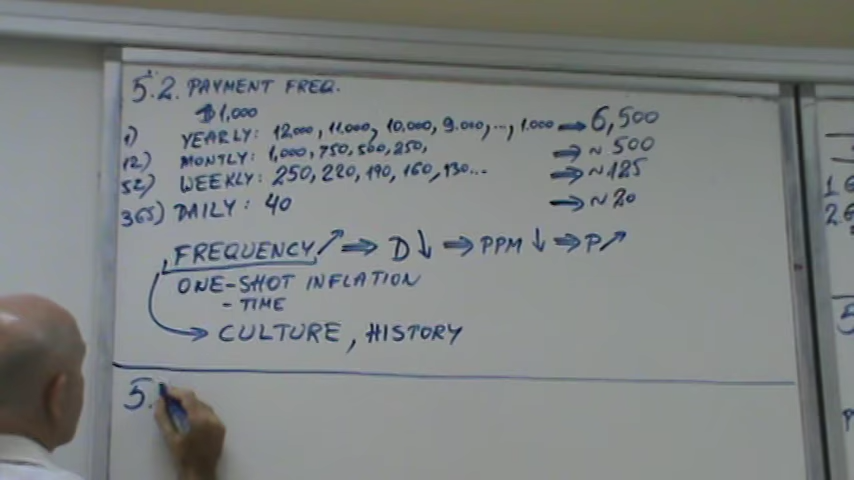 5.2. PAYMENT FREQ.
$1,000
1) YEARLY: 12.000, 11.000, 10,000, 9.000, ..., 1.000 → 6,500
12) MONTLY: 1,000, 750, 500, 250, ⇒ ~ 500
52) WEEKLY: 250, 220, 190, 160, 130... ⇒ ~ 125
365) DAILY: 40 ⇒ ~ 20
FREQUENCY ↗ ⇒ D ↓ ⇒ PPM ↓ ⇒ P ↗
ONE-SHOT INFLATION
- TIME
→ CULTURE, HISTORY
5.